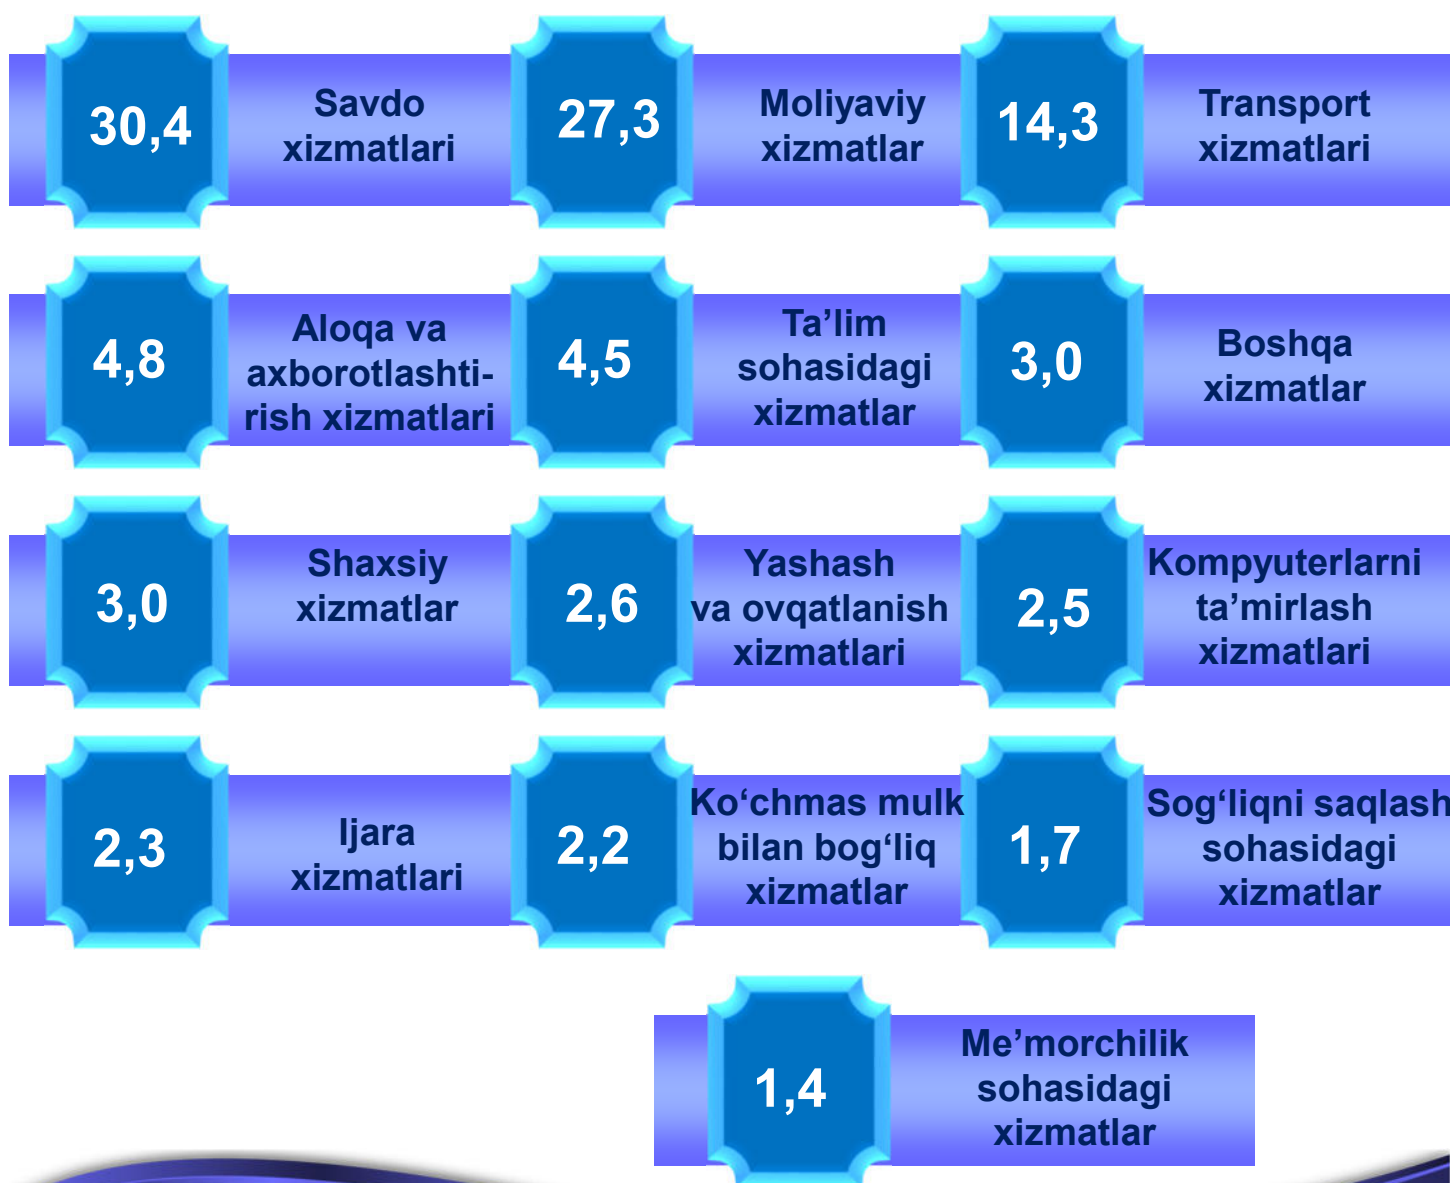 30,4
Savdo
xizmatlari
27,3
Moliyaviy
xizmatlar
14,3
Transport
xizmatlari
4,8
Aloqa va
axborotlashti-
rish xizmatlari
4,5
Ta’lim
sohasidagi
xizmatlar
3,0
Boshqa
xizmatlar
3,0
Shaxsiy
xizmatlar
2,6
Yashash
va ovqatlanish
xizmatlari
2,5
Kompyuterlarni
ta’mirlash
xizmatlari
2,3
Ijara
xizmatlari
2,2
Ko‘chmas mulk
bilan bog‘liq
xizmatlar
1,7
Sog‘liqni saqlash
sohasidagi
xizmatlar
1,4
Me’morchilik
sohasidagi
xizmatlar